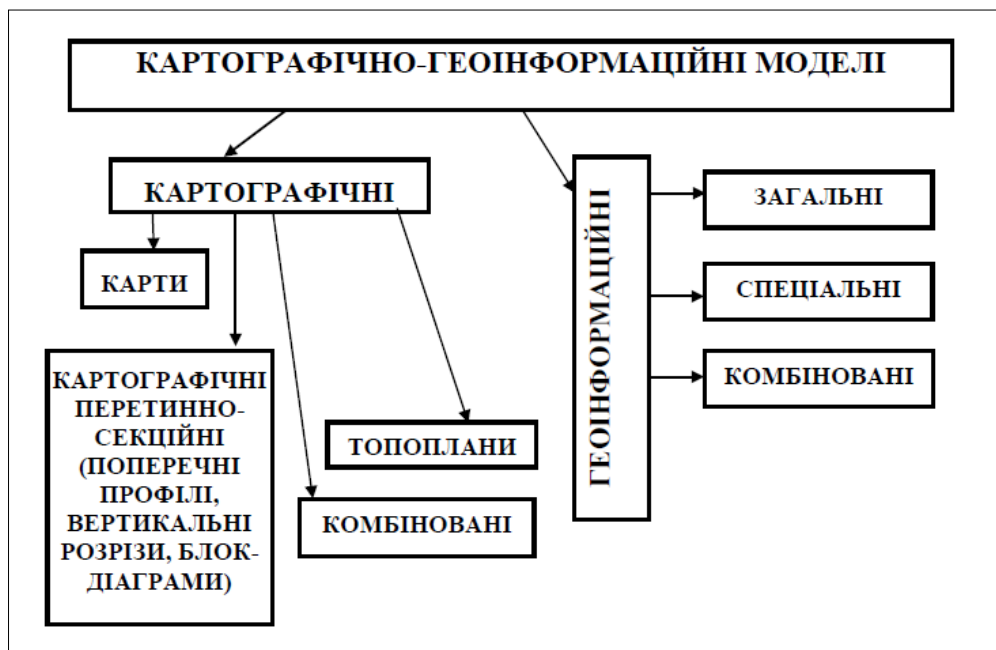 КАРТОГРАФІЧНО-ГЕОІНФОРМАЦІЙНІ МОДЕЛІ
КАРТОГРАФІЧНІ
КАРТИ
КАРТОГРАФІЧНІ
ПЕРЕТИННО-
СЕКЦІЙНІ
(ПОПЕРЕЧНІ
ПРОФІЛІ,
ВЕРТИКАЛЬНІ
РОЗРІЗИ, БЛОК-
ДІАГРАМИ)
КОМБІНОВАНІ
ТОПОПЛАНИ
ГЕОІНФОРМАЦІЙНІ
ЗАГАЛЬНІ
СПЕЦІАЛЬНІ
КОМБІНОВАНІ